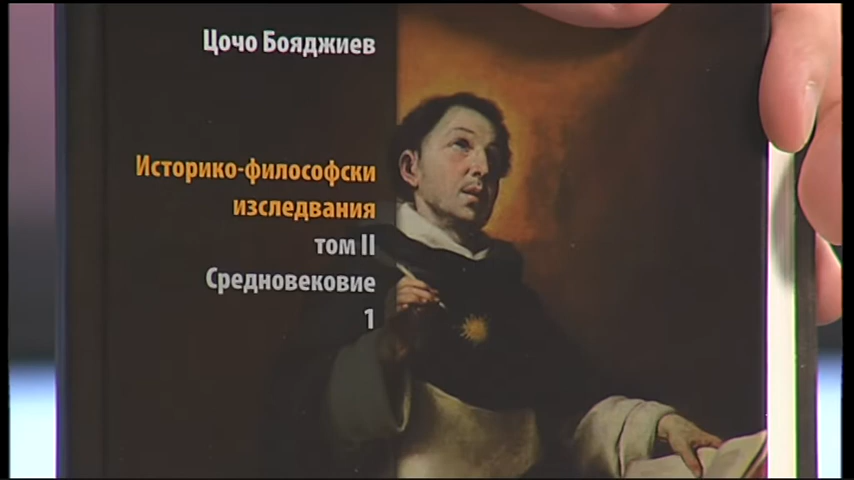 Цочо Бояджиев
Историко-философски
изследвания
том II
Средновековие
1